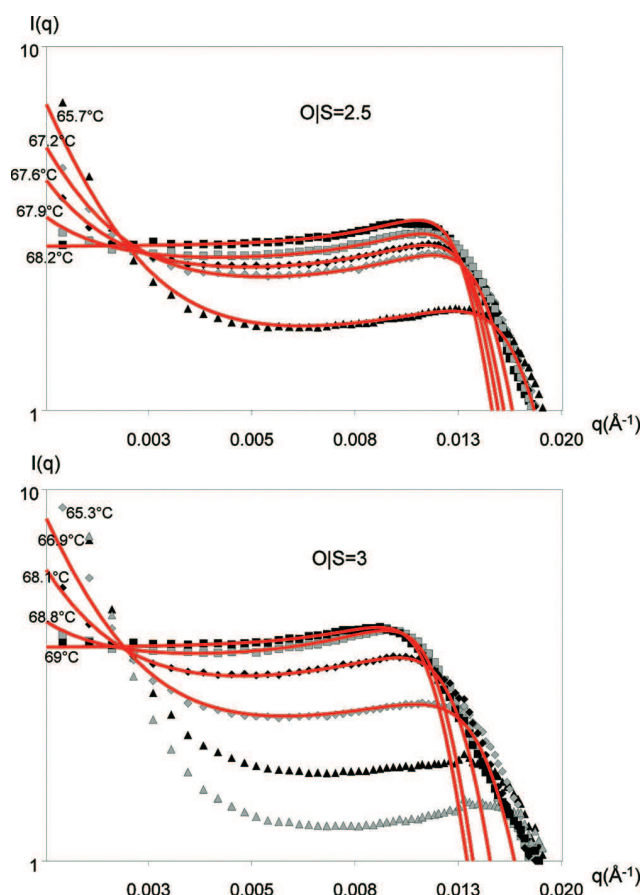 I(q)
10
65.7°C
O|S=2.5
67.2°C
67.6°C
67.9°C
68.2°C
1
q(Å⁻¹)
0.003
0.005
0.008
0.013
0.020
I(q)
10
65.3°C
66.9°C
O|S=3
68.1°C
68.8°C
69°C
1
q(Å⁻¹)
0.003
0.005
0.008
0.013
0.020